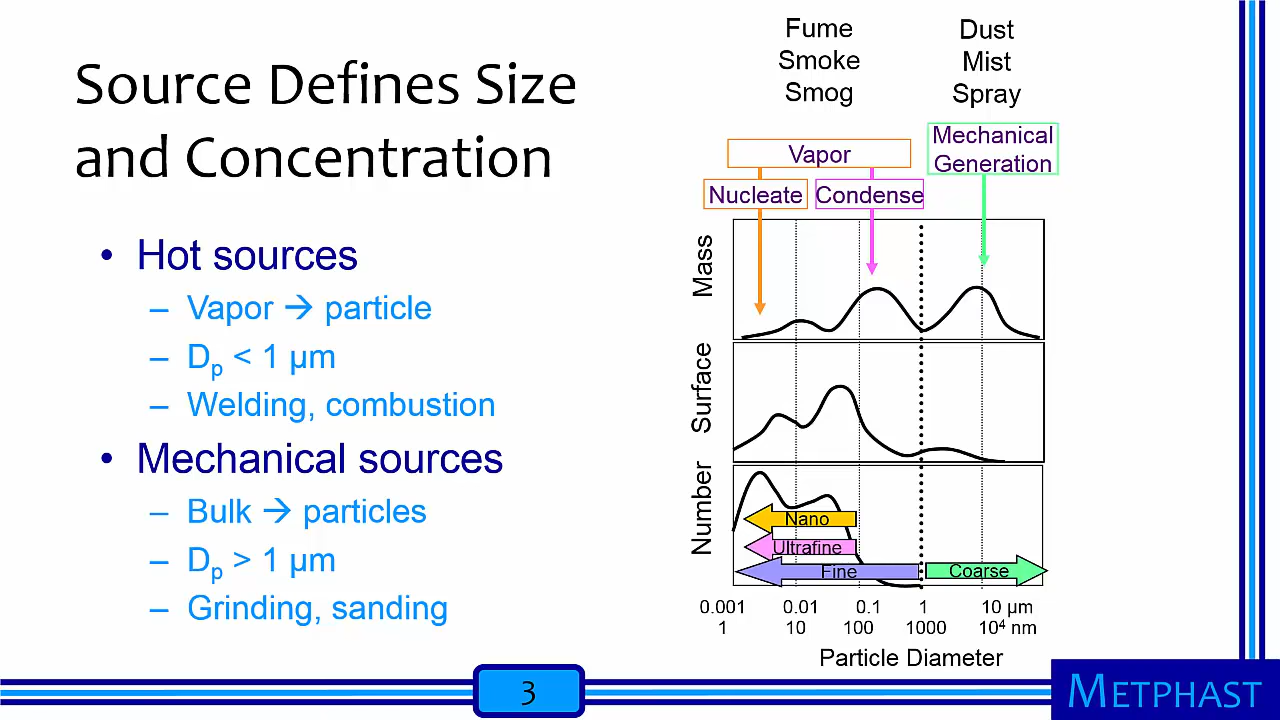 Source Defines Size
and Concentration
• Hot sources
– Vapor → particle
– Dp < 1 µm
– Welding, combustion
• Mechanical sources
– Bulk → particles
– Dp > 1 µm
– Grinding, sanding
Fume
Smoke
Smog
Dust
Mist
Spray
Vapor
Mechanical
Generation
Nucleate
Condense
Mass
Surface
Number
Nano
Ultrafine
Fine
Coarse
0.001 0.01 0.1 1 10 µm
1 10 100 1000 10⁴ nm
Particle Diameter
3
METPHAST